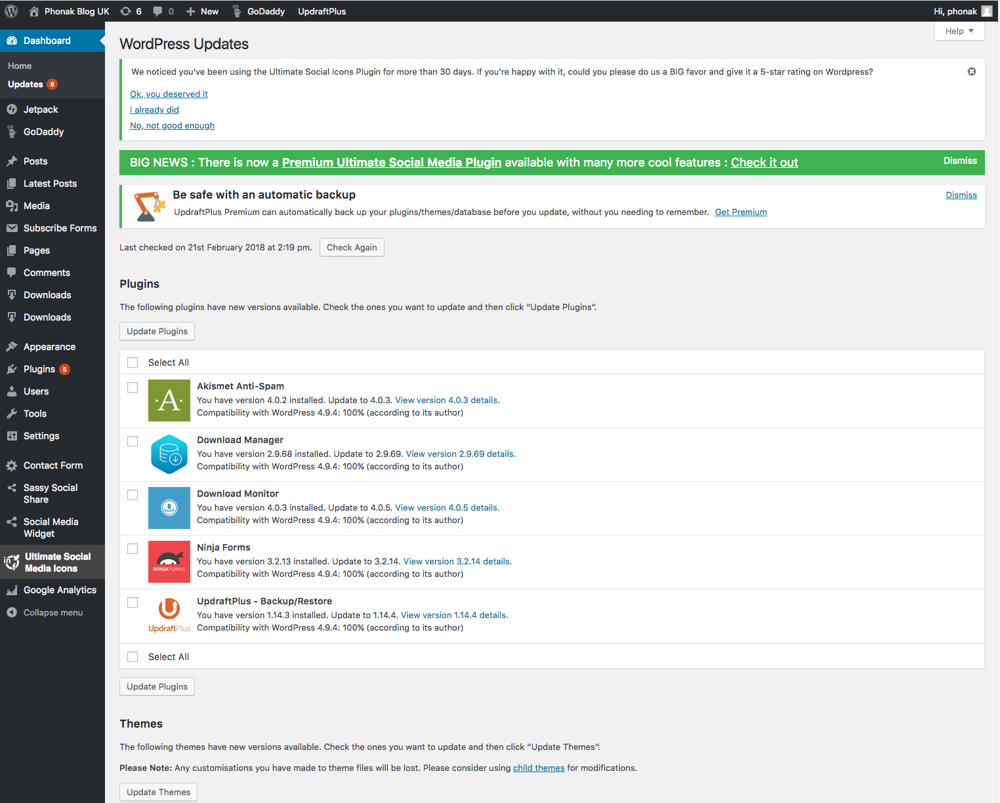 Phonak Blog UK 6 0 New GoDaddy UpdraftPlus Hi, phonak
Help
Dashboard
Home
Updates 6
Jetpack
GoDaddy
Posts
Latest Posts
Media
Subscribe Forms
Pages
Comments
Downloads
Downloads
Appearance
Plugins 5
Users
Tools
Settings
Contact Form
Sassy Social
Share
Social Media
Widget
Ultimate Social
Media Icons
Google Analytics
Collapse menu
WordPress Updates
We noticed you've been using the Ultimate Social Icons Plugin for more than 30 days. If you're happy with it, could you please do us a BIG favor and give it a 5-star rating on Wordpress?
Ok, you deserved it
I already did
No, not good enough
BIG NEWS : There is now a Premium Ultimate Social Media Plugin available with many more cool features : Check it out Dismiss
Be safe with an automatic backup Dismiss
UpdraftPlus Premium can automatically back up your plugins/themes/database before you update, without you needing to remember. Get Premium
Last checked on 21st February 2018 at 2:19 pm. Check Again
Plugins
The following plugins have new versions available. Check the ones you want to update and then click “Update Plugins”.
Update Plugins
Select All
·A·
Akismet Anti-Spam
You have version 4.0.2 installed. Update to 4.0.3. View version 4.0.3 details.
Compatibility with WordPress 4.9.4: 100% (according to its author)
Download Manager
You have version 2.9.68 installed. Update to 2.9.69. View version 2.9.69 details.
Compatibility with WordPress 4.9.4: 100% (according to its author)
Download Monitor
You have version 4.0.3 installed. Update to 4.0.5. View version 4.0.5 details.
Compatibility with WordPress 4.9.4: 100% (according to its author)
NINJAFORMS
Ninja Forms
You have version 3.2.13 installed. Update to 3.2.14. View version 3.2.14 details.
Compatibility with WordPress 4.9.4: 100% (according to its author)
UpdraftPlus
UpdraftPlus - Backup/Restore
You have version 1.14.3 installed. Update to 1.14.4. View version 1.14.4 details.
Compatibility with WordPress 4.9.4: 100% (according to its author)
Select All
Update Plugins
Themes
The following themes have new versions available. Check the ones you want to update and then click “Update Themes”.
Please Note: Any customisations you have made to theme files will be lost. Please consider using child themes for modifications.
Update Themes